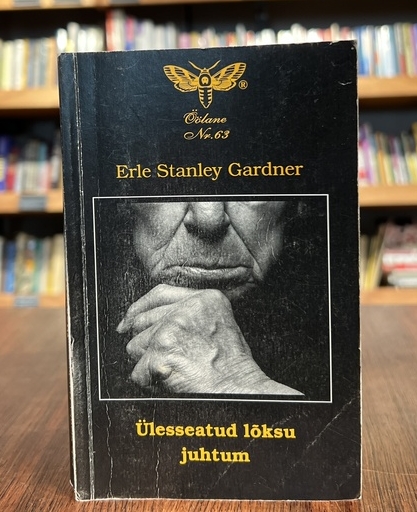 ®
Öölane
Nr.63
Erle Stanley Gardner
Ülesseatud lõksu
juhtum